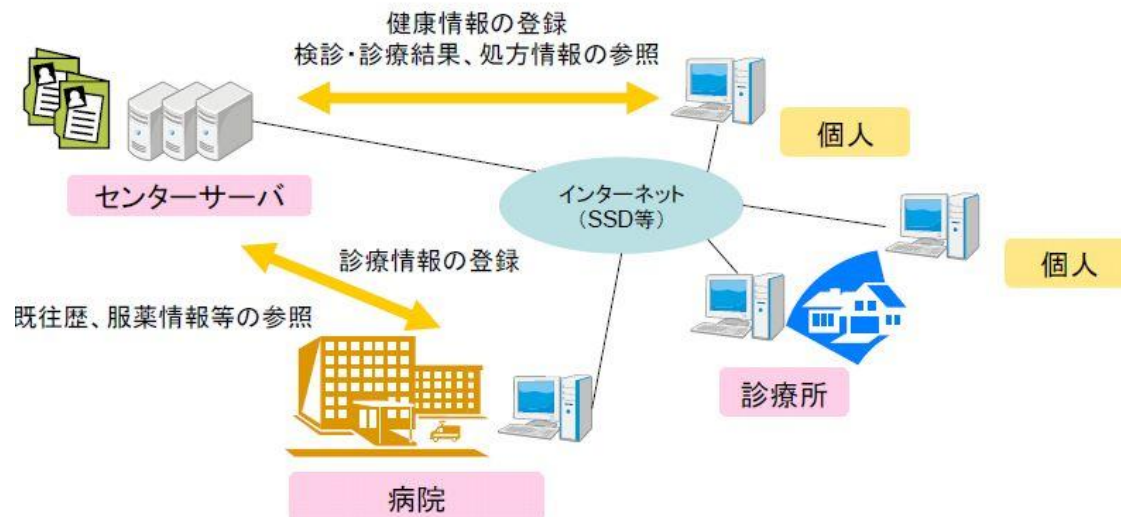 健康情報の登録
検診・診療結果、処方情報の参照
個人
センターサーバ
インターネット
（SSD等）
診療情報の登録
個人
既往歴、服薬情報等の参照
診療所
病院